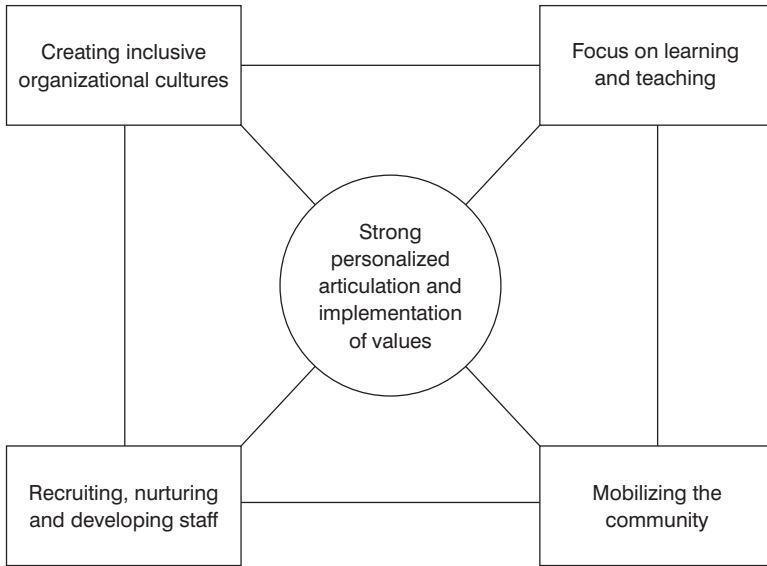 Creating inclusive
organizational cultures
Focus on learning
and teaching
Strong
personalized
articulation and
implementation
of values
Recruiting, nurturing
and developing staff
Mobilizing the
community